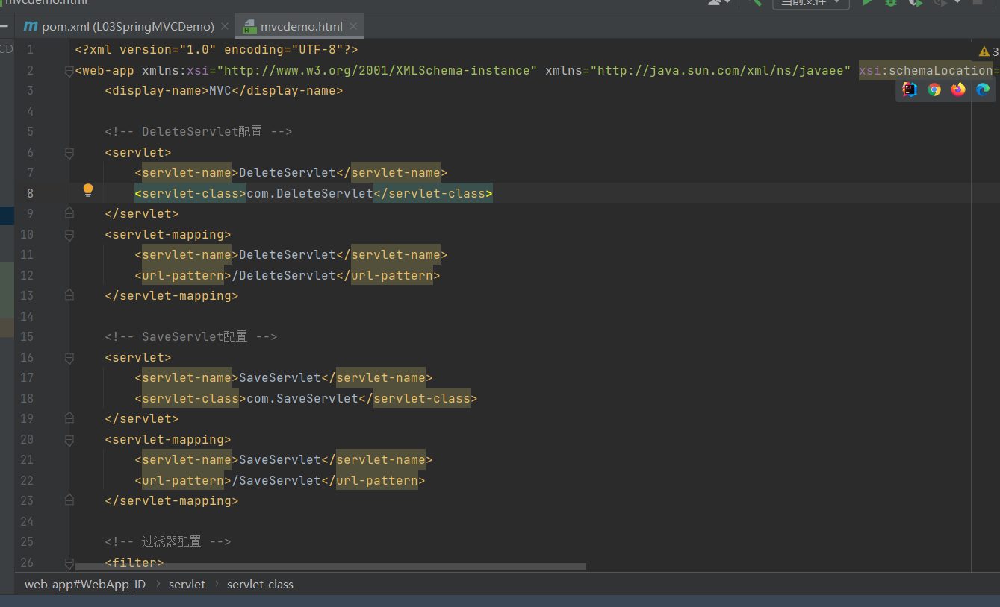 mvcdemo.html
当前文件
pom.xml (L03SpringMVCDemo)
mvcdemo.html
CD
3
1 <?xml version="1.0" encoding="UTF-8"?>
2 <web-app xmlns:xsi="http://www.w3.org/2001/XMLSchema-instance" xmlns="http://java.sun.com/xml/ns/javaee" xsi:schemaLocation=
3 <display-name>MVC</display-name>
4
5 <!-- DeleteServlet配置 -->
6 <servlet>
7 <servlet-name>DeleteServlet</servlet-name>
8 <servlet-class>com.DeleteServlet</servlet-class>
9 </servlet>
10 <servlet-mapping>
11 <servlet-name>DeleteServlet</servlet-name>
12 <url-pattern>/DeleteServlet</url-pattern>
13 </servlet-mapping>
14
15 <!-- SaveServlet配置 -->
16 <servlet>
17 <servlet-name>SaveServlet</servlet-name>
18 <servlet-class>com.SaveServlet</servlet-class>
19 </servlet>
20 <servlet-mapping>
21 <servlet-name>SaveServlet</servlet-name>
22 <url-pattern>/SaveServlet</url-pattern>
23 </servlet-mapping>
24
25 <!-- 过滤器配置 -->
26 <filter>
web-app#WebApp_ID › servlet › servlet-class